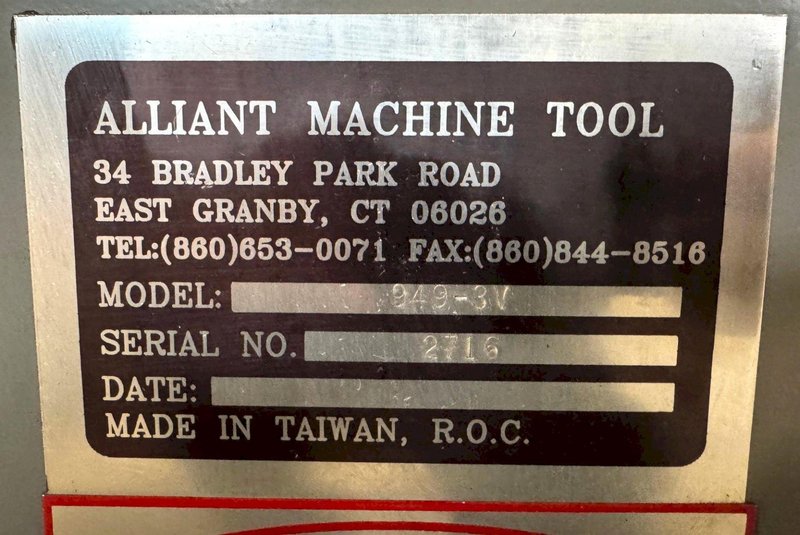 ALLIANT MACHINE TOOL
34 BRADLEY PARK ROAD
EAST GRANBY, CT 06026
TEL:(860)653-0071 FAX:(860)844-8516
MODEL: 949-3V
SERIAL NO. 2716
DATE:
MADE IN TAIWAN, R.O.C.